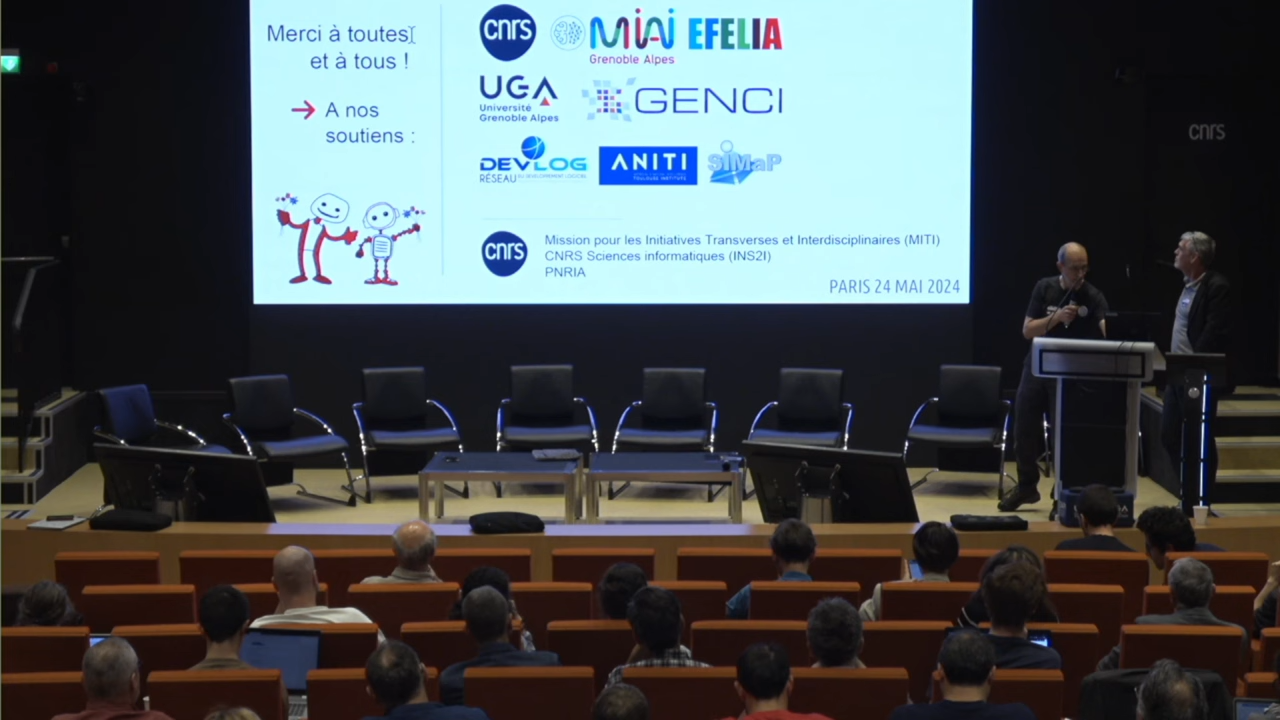 Merci à toutes
et à tous !
A nos
soutiens :
cnrs
MIAI
Grenoble Alpes
EFELIA
UGA
Université
Grenoble Alpes
GENCI
DEVLOG
RÉSEAU
ANITI
SIMaP
cnrs
Mission pour les Initiatives Transverses et Interdisciplinaires (MITI)
CNRS Sciences informatiques (INS2I)
PNRIA
PARIS 24 MAI 2024
cnrs